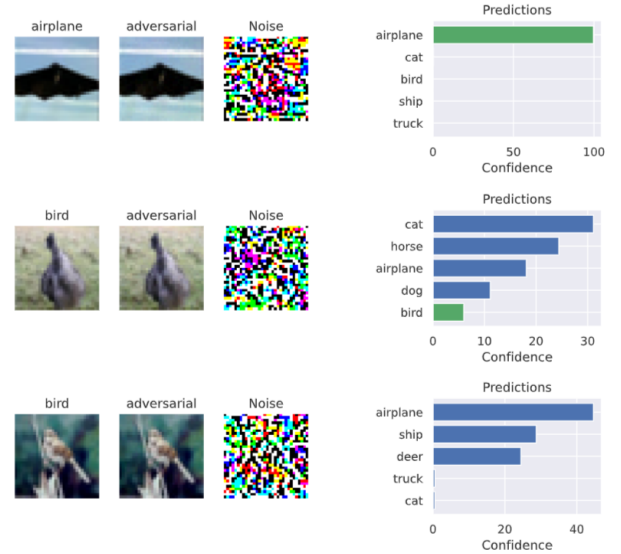 Predictions
airplane adversarial Noise
airplane
cat
bird
ship
truck
0 50 100
Confidence
Predictions
bird adversarial Noise
cat
horse
airplane
dog
bird
0 10 20 30
Confidence
Predictions
bird adversarial Noise
airplane
ship
deer
truck
cat
0 20 40
Confidence